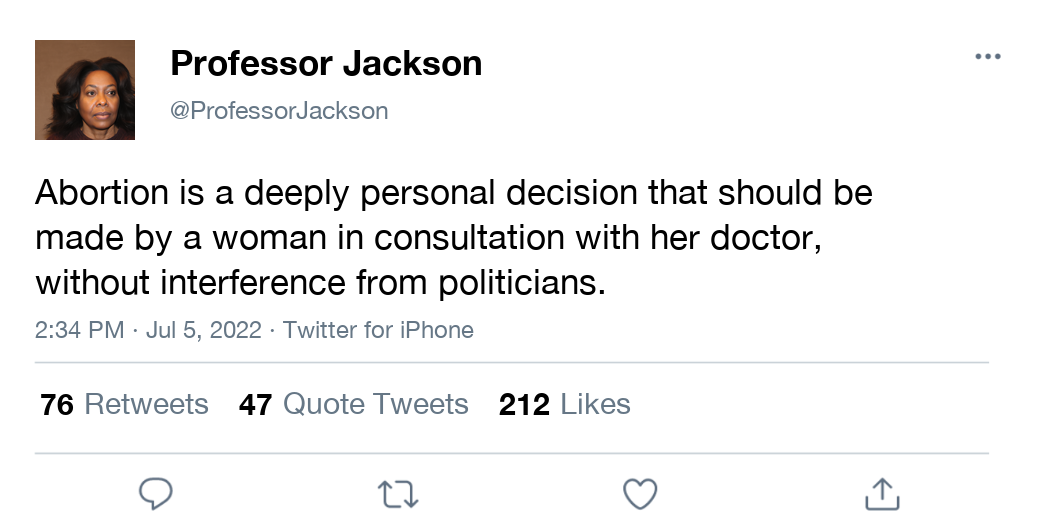 Professor Jackson
@ProfessorJackson
Abortion is a deeply personal decision that should be
made by a woman in consultation with her doctor,
without interference from politicians.
2:34 PM · Jul 5, 2022 · Twitter for iPhone
76 Retweets 47 Quote Tweets 212 Likes